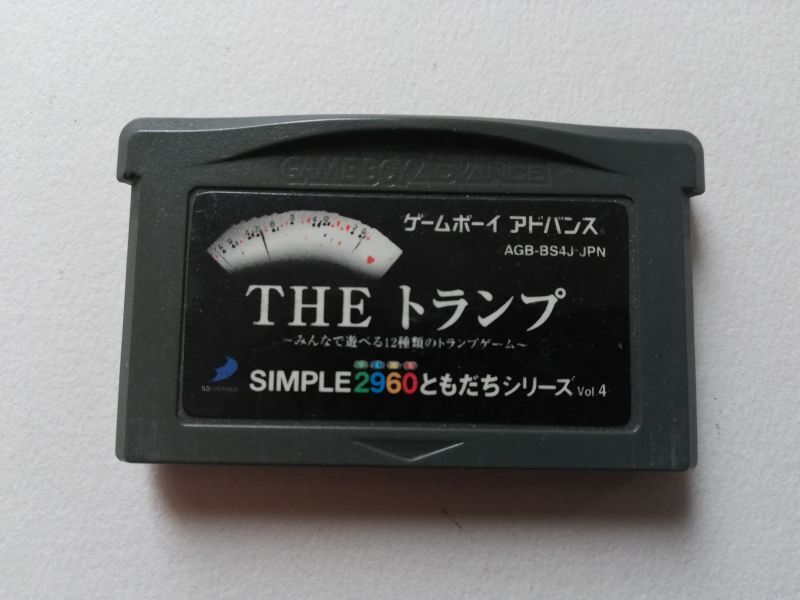 GAME BOY ADVANCE
ゲームボーイ アドバンス
AGB-BS4J-JPN
THE トランプ
～みんなで遊べる12種類のトランプゲーム～
SIMPLE2960ともだちシリーズ Vol.4